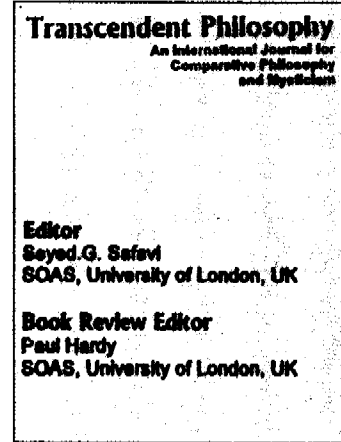 Transcendent Philosophy
An International Journal for
Comparative Philosophy
and Mysticism
Editor
Seyed G. Safavi
SOAS, University of London, UK
Book Review Editor
Paul Hardy
SOAS, University of London, UK